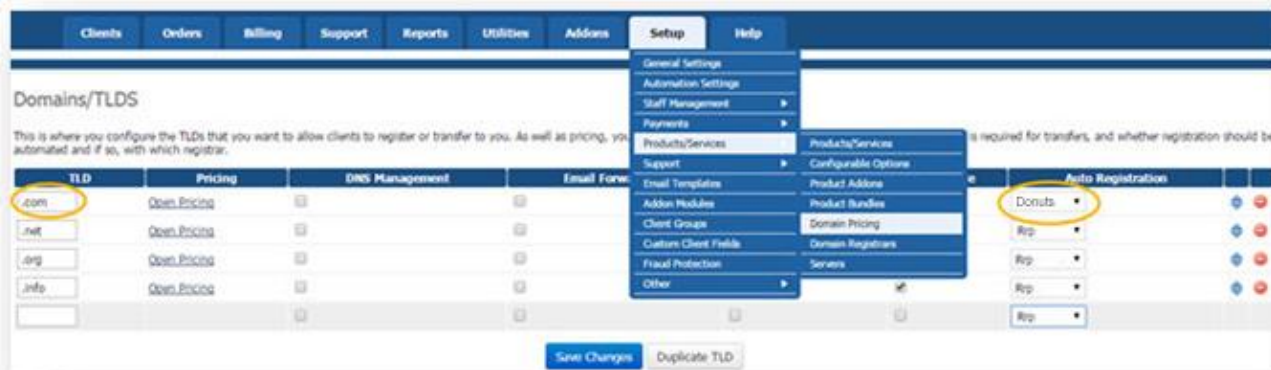 Clients Orders Billing Support Reports Utilities Addons Setup Help
General Settings
Automation Settings
Staff Management
Payments
Products/Services
Support
Email Templates
Addon Modules
Client Groups
Custom Client Fields
Fraud Protection
Other
Products/Services
Configurable Options
Product Addons
Product Bundles
Domain Pricing
Domain Registrars
Servers
Domains/TLDS
This is where you configure the TLDs that you want to allow clients to register or transfer to you. As well as pricing, you is required for transfers, and whether registration should be
automated and if so, with which registrar.
TLD Pricing DNS Management Email Forw e Auto Registration
.com Open Pricing Donuts
.net Open Pricing Rrp
.org Open Pricing Rrp
.info Open Pricing Rrp
Rrp
Save Changes Duplicate TLD